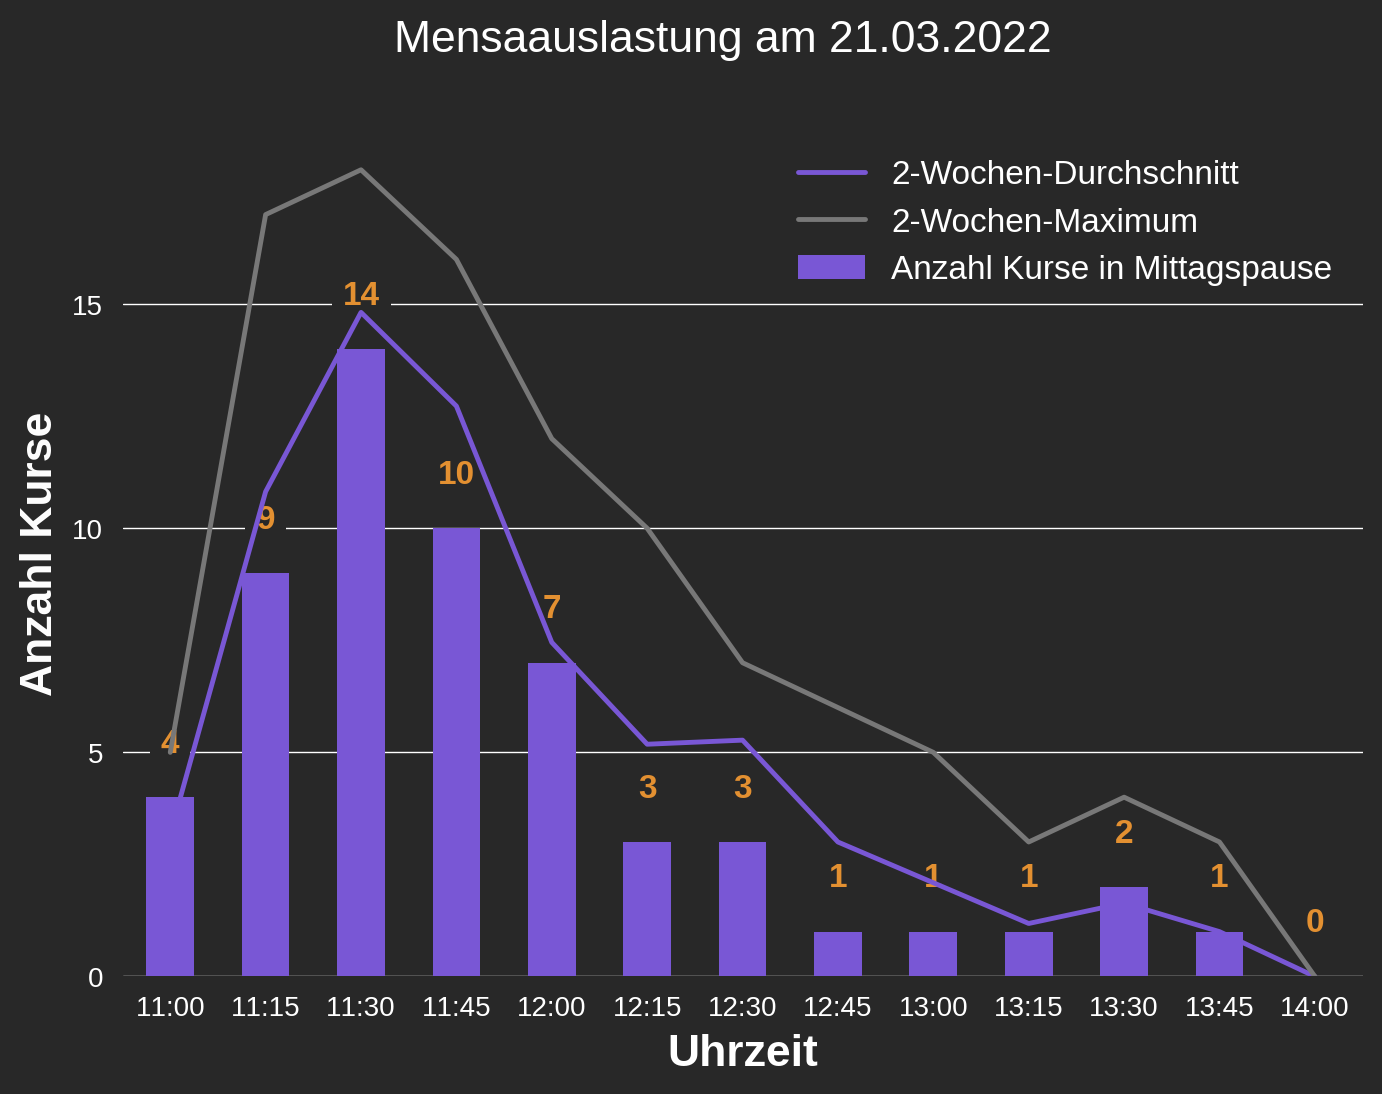 Mensaauslastung am 21.03.2022
2-Wochen-Durchschnitt
2-Wochen-Maximum
Anzahl Kurse in Mittagspause
Anzahl Kurse
15
10
5
0
4
9
14
10
7
3
3
1
1
1
2
1
0
11:00 11:15 11:30 11:45 12:00 12:15 12:30 12:45 13:00 13:15 13:30 13:45 14:00
Uhrzeit